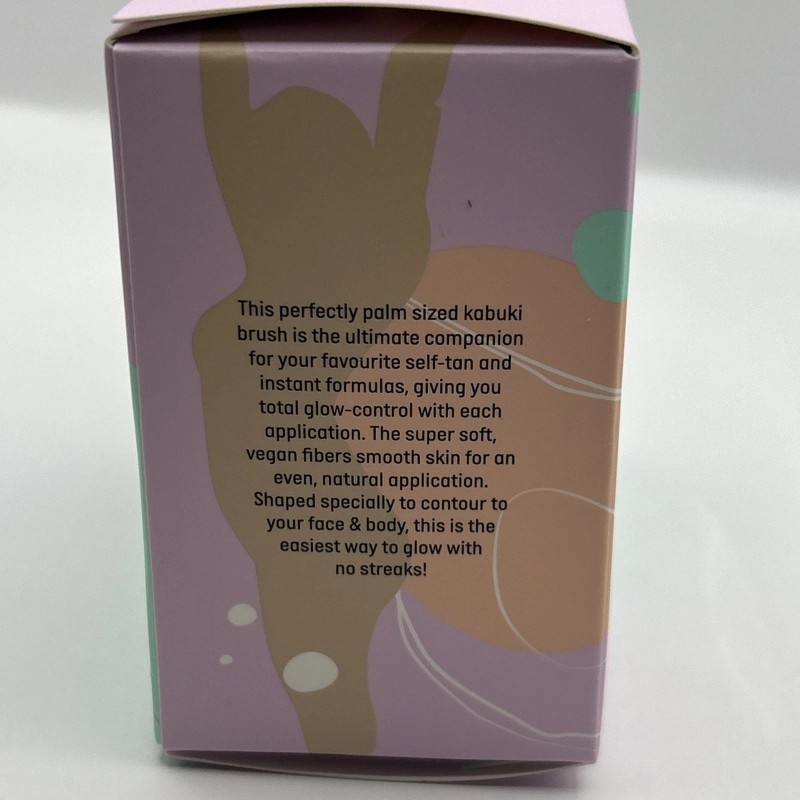 This perfectly palm sized kabuki
brush is the ultimate companion
for your favourite self-tan and
instant formulas, giving you
total glow-control with each
application. The super soft,
vegan fibers smooth skin for an
even, natural application.
Shaped specially to contour to
your face & body, this is the
easiest way to glow with
no streaks!